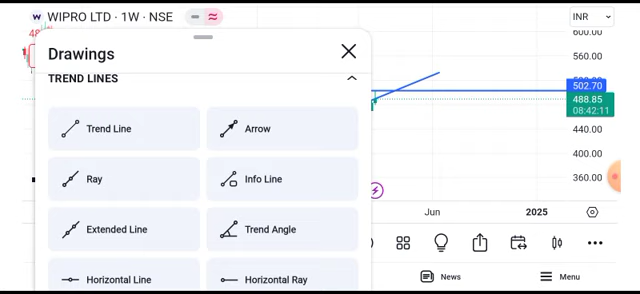 WIPRO LTD · 1W · NSE
INR
Drawings
TREND LINES
Trend Line
Arrow
Ray
Info Line
Extended Line
Trend Angle
Horizontal Line
Horizontal Ray
600.00
560.00
502.70
488.85
08:42:11
440.00
400.00
360.00
Jun
2025
News
Menu